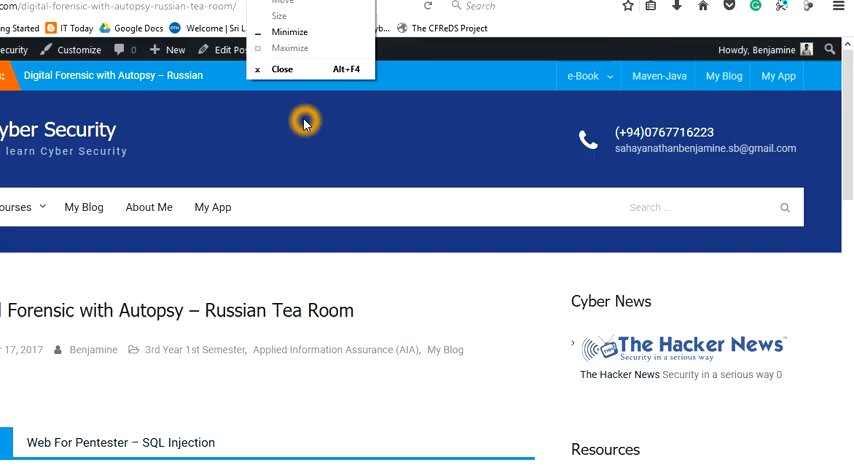 Move
.com/digital-forensic-with-autopsy-russian-tea-room/
Search
Size
Started
IT Today
Google Docs
Welcome | Sri L
yb...
The CFReDS Project
Minimize
Maximize
Close Alt+F4
ecurity
Customize
0
New
Edit Pos
Howdy, Benjamine
s:
Digital Forensic with Autopsy – Russian
e-Book
Maven-Java
My Blog
My App
yber Security
learn Cyber Security
(+94)0767716223
sahayanathanbenjamine.sb@gmail.com
ourses
My Blog
About Me
My App
Search ...
l Forensic with Autopsy – Russian Tea Room
r 17, 2017
Benjamine
3rd Year 1st Semester, Applied Information Assurance (AIA), My Blog
Cyber News
The Hacker News™
Security in a serious way
The Hacker News Security in a serious way 0
Web For Pentester – SQL Injection
Resources